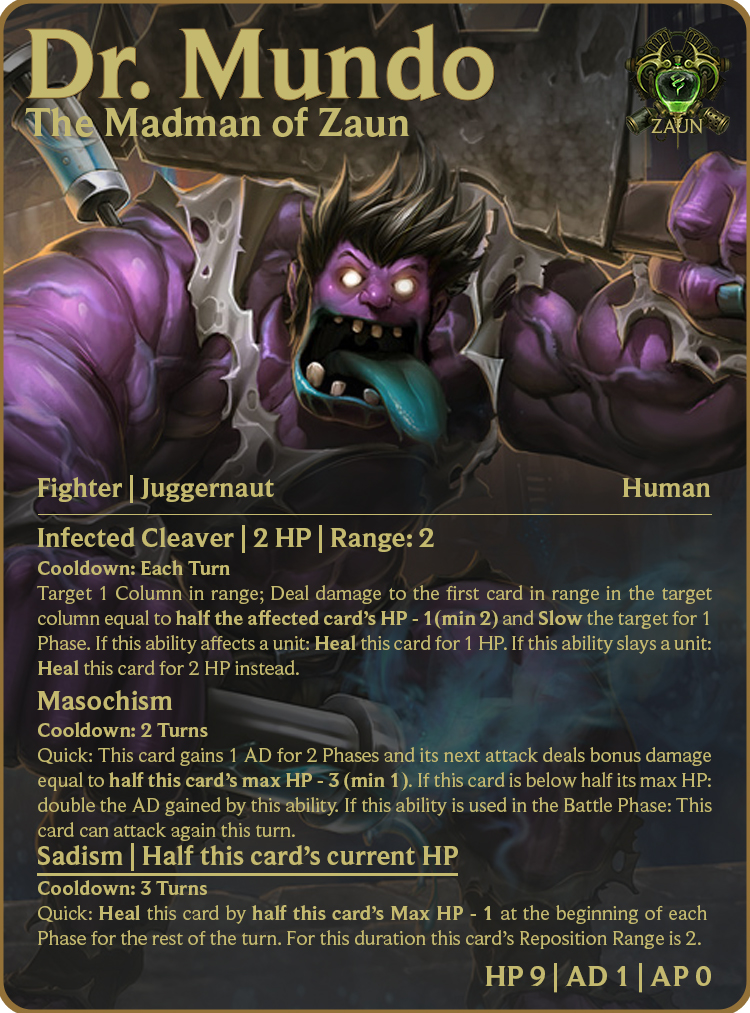 Dr. Mundo
The Madman of Zaun
ZAUN
Fighter | Juggernaut
Human
Infected Cleaver | 2 HP | Range: 2
Cooldown: Each Turn
Target 1 Column in range; Deal damage to the first card in range in the target
column equal to half the affected card's HP - 1(min 2) and Slow the target for 1
Phase. If this ability affects a unit: Heal this card for 1 HP. If this ability slays a unit:
Heal this card for 2 HP instead.
Masochism
Cooldown: 2 Turns
Quick: This card gains 1 AD for 2 Phases and its next attack deals bonus damage
equal to half this card's max HP - 3 (min 1). If this card is below half its max HP:
double the AD gained by this ability. If this ability is used in the Battle Phase: This
card can attack again this turn.
Sadism | Half this card's current HP
Cooldown: 3 Turns
Quick: Heal this card by half this card's Max HP - 1 at the beginning of each
Phase for the rest of the turn. For this duration this card's Reposition Range is 2.
HP 9 | AD 1 | AP 0